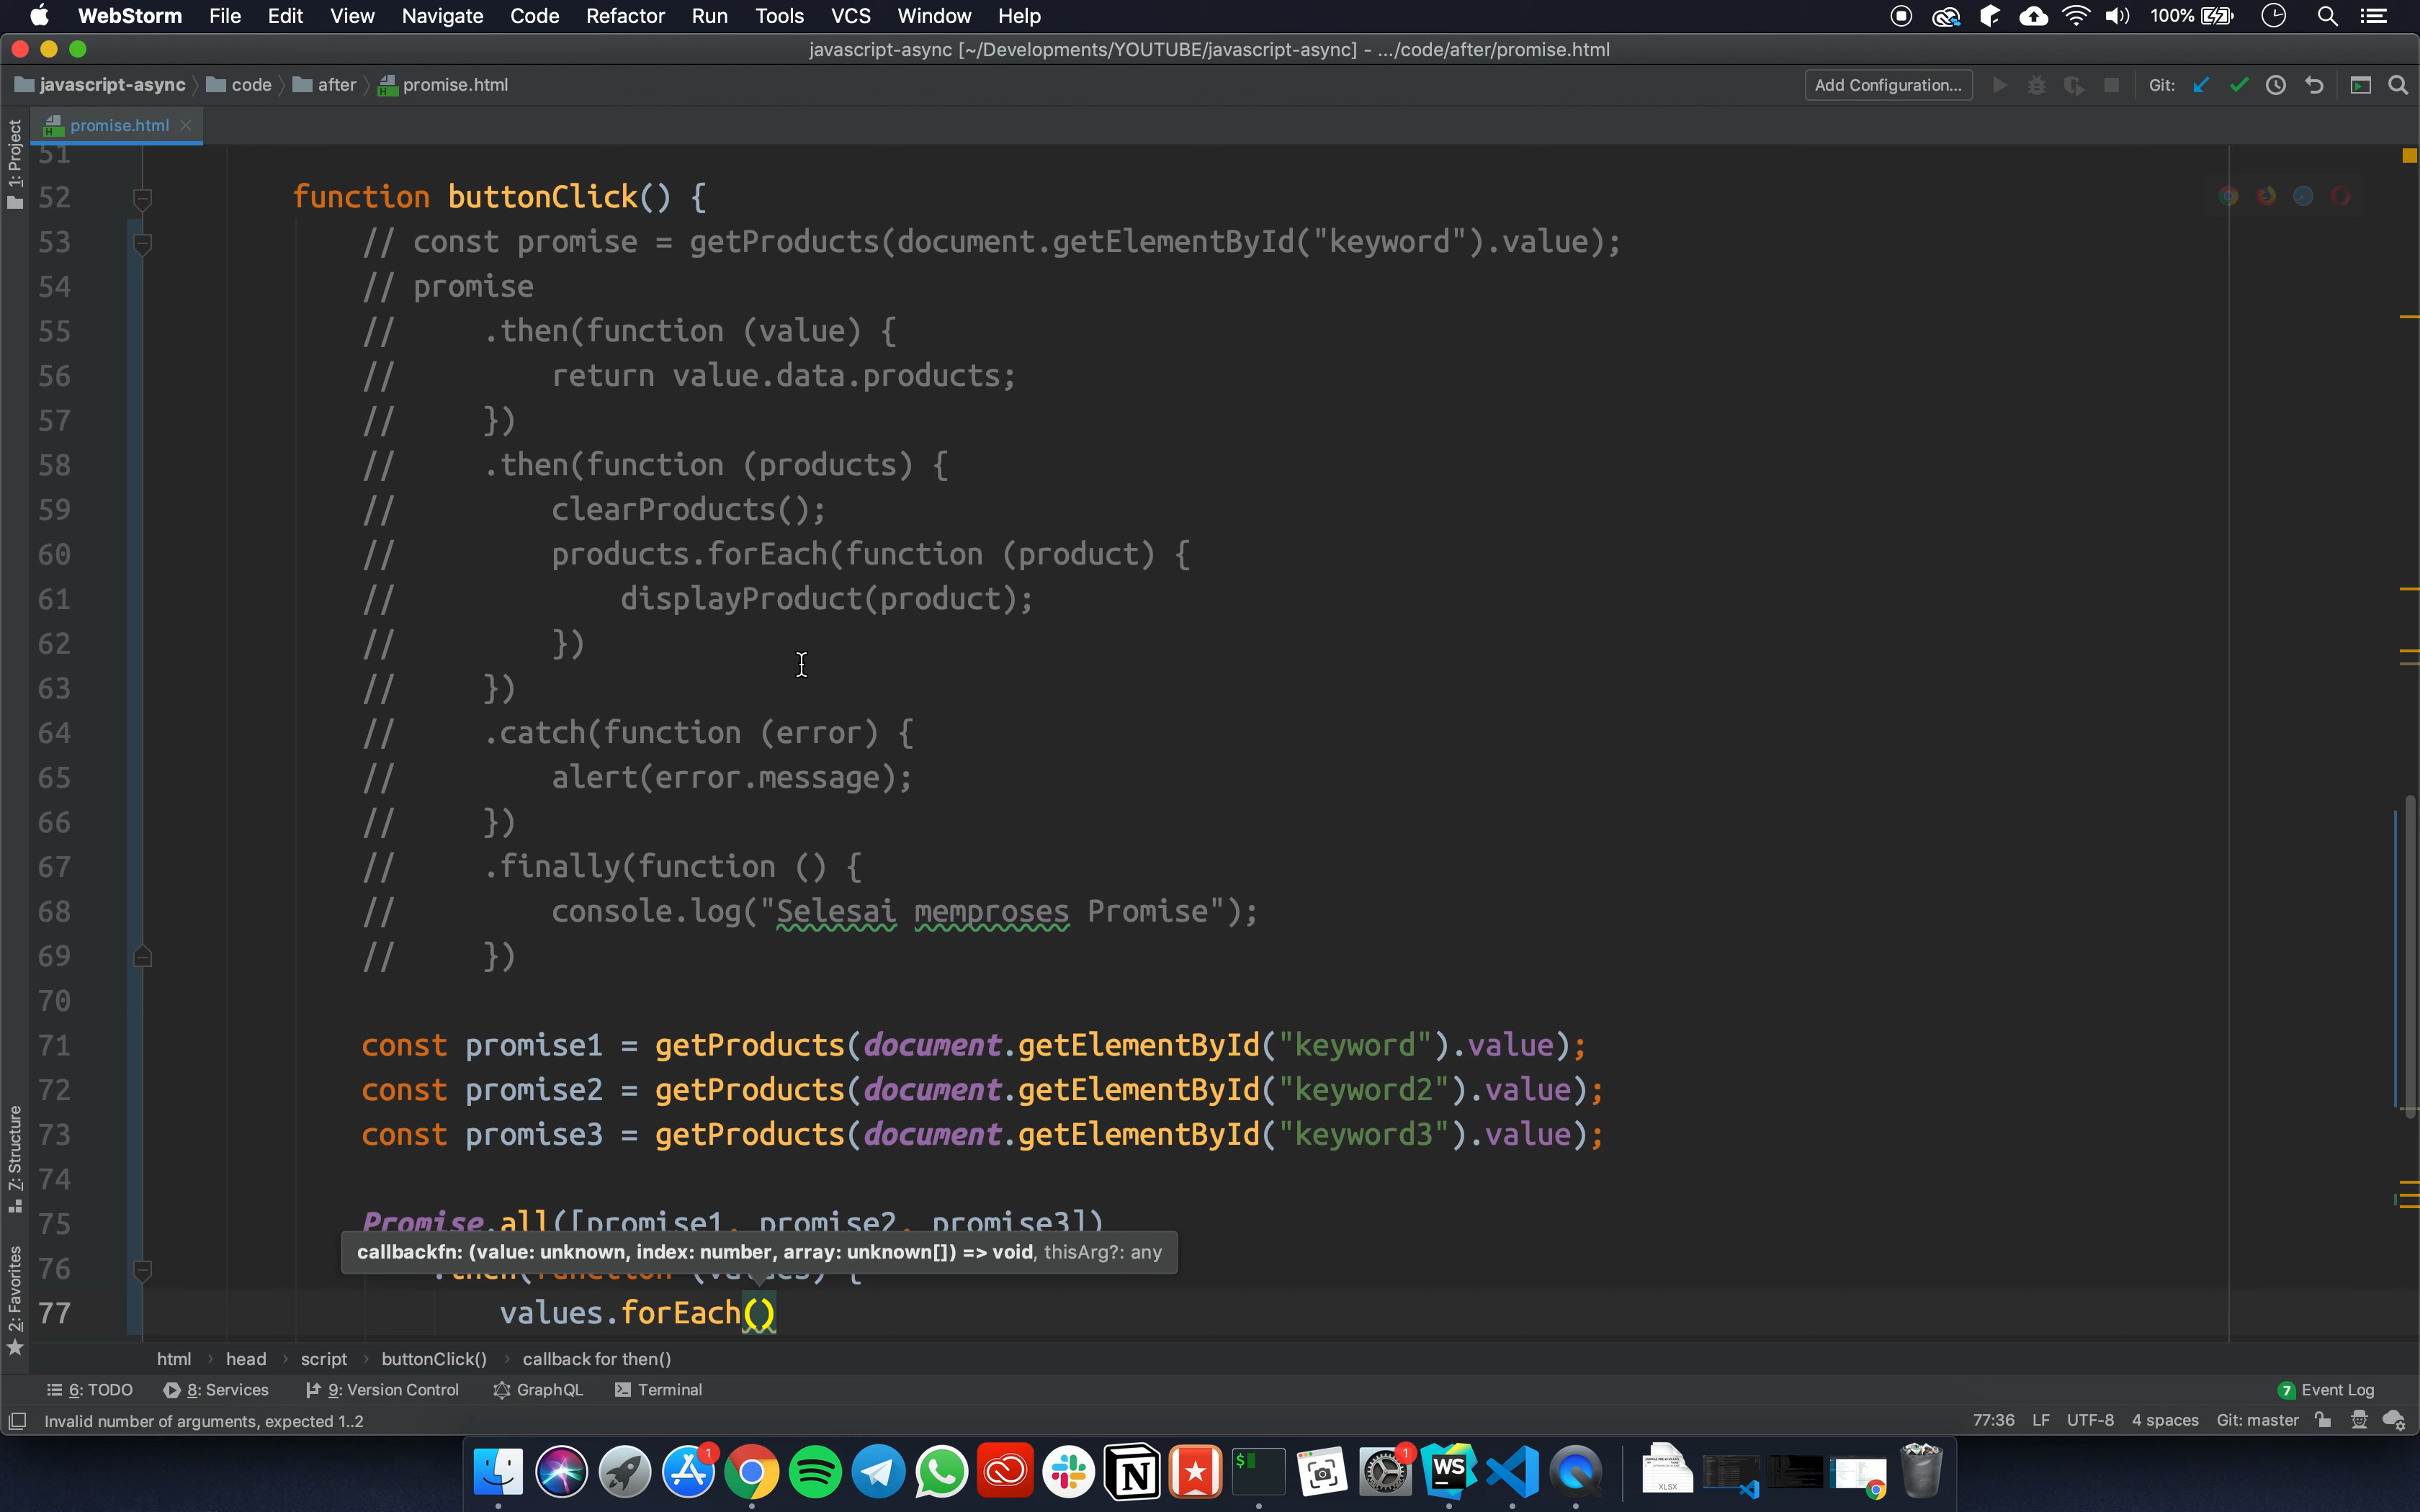 WebStorm File Edit View Navigate Code Refactor Run Tools VCS Window Help 100%
javascript-async [~/Developments/YOUTUBE/javascript-async] - .../code/after/promise.html
javascript-async code after promise.html Add Configuration... Git:
promise.html
1: Project
51
52 function buttonClick() {
53 // const promise = getProducts(document.getElementById("keyword").value);
54 // promise
55 // .then(function (value) {
56 // return value.data.products;
57 // })
58 // .then(function (products) {
59 // clearProducts();
60 // products.forEach(function (product) {
61 // displayProduct(product);
62 // })
63 // })
64 // .catch(function (error) {
65 // alert(error.message);
66 // })
67 // .finally(function () {
68 // console.log("Selesai memproses Promise");
69 // })
70
71 const promise1 = getProducts(document.getElementById("keyword").value);
72 const promise2 = getProducts(document.getElementById("keyword2").value);
73 const promise3 = getProducts(document.getElementById("keyword3").value);
74
75 Promise.all([promise1, promise2, promise3])
callbackfn: (value: unknown, index: number, array: unknown[]) => void, thisArg?: any
76 .then(function (values) {
77 values.forEach()
7: Structure
2: Favorites
html head script buttonClick() callback for then()
6: TODO 8: Services 9: Version Control GraphQL Terminal 7 Event Log
Invalid number of arguments, expected 1..2 77:36 LF UTF-8 4 spaces Git: master
1 1 $ WS XLSX